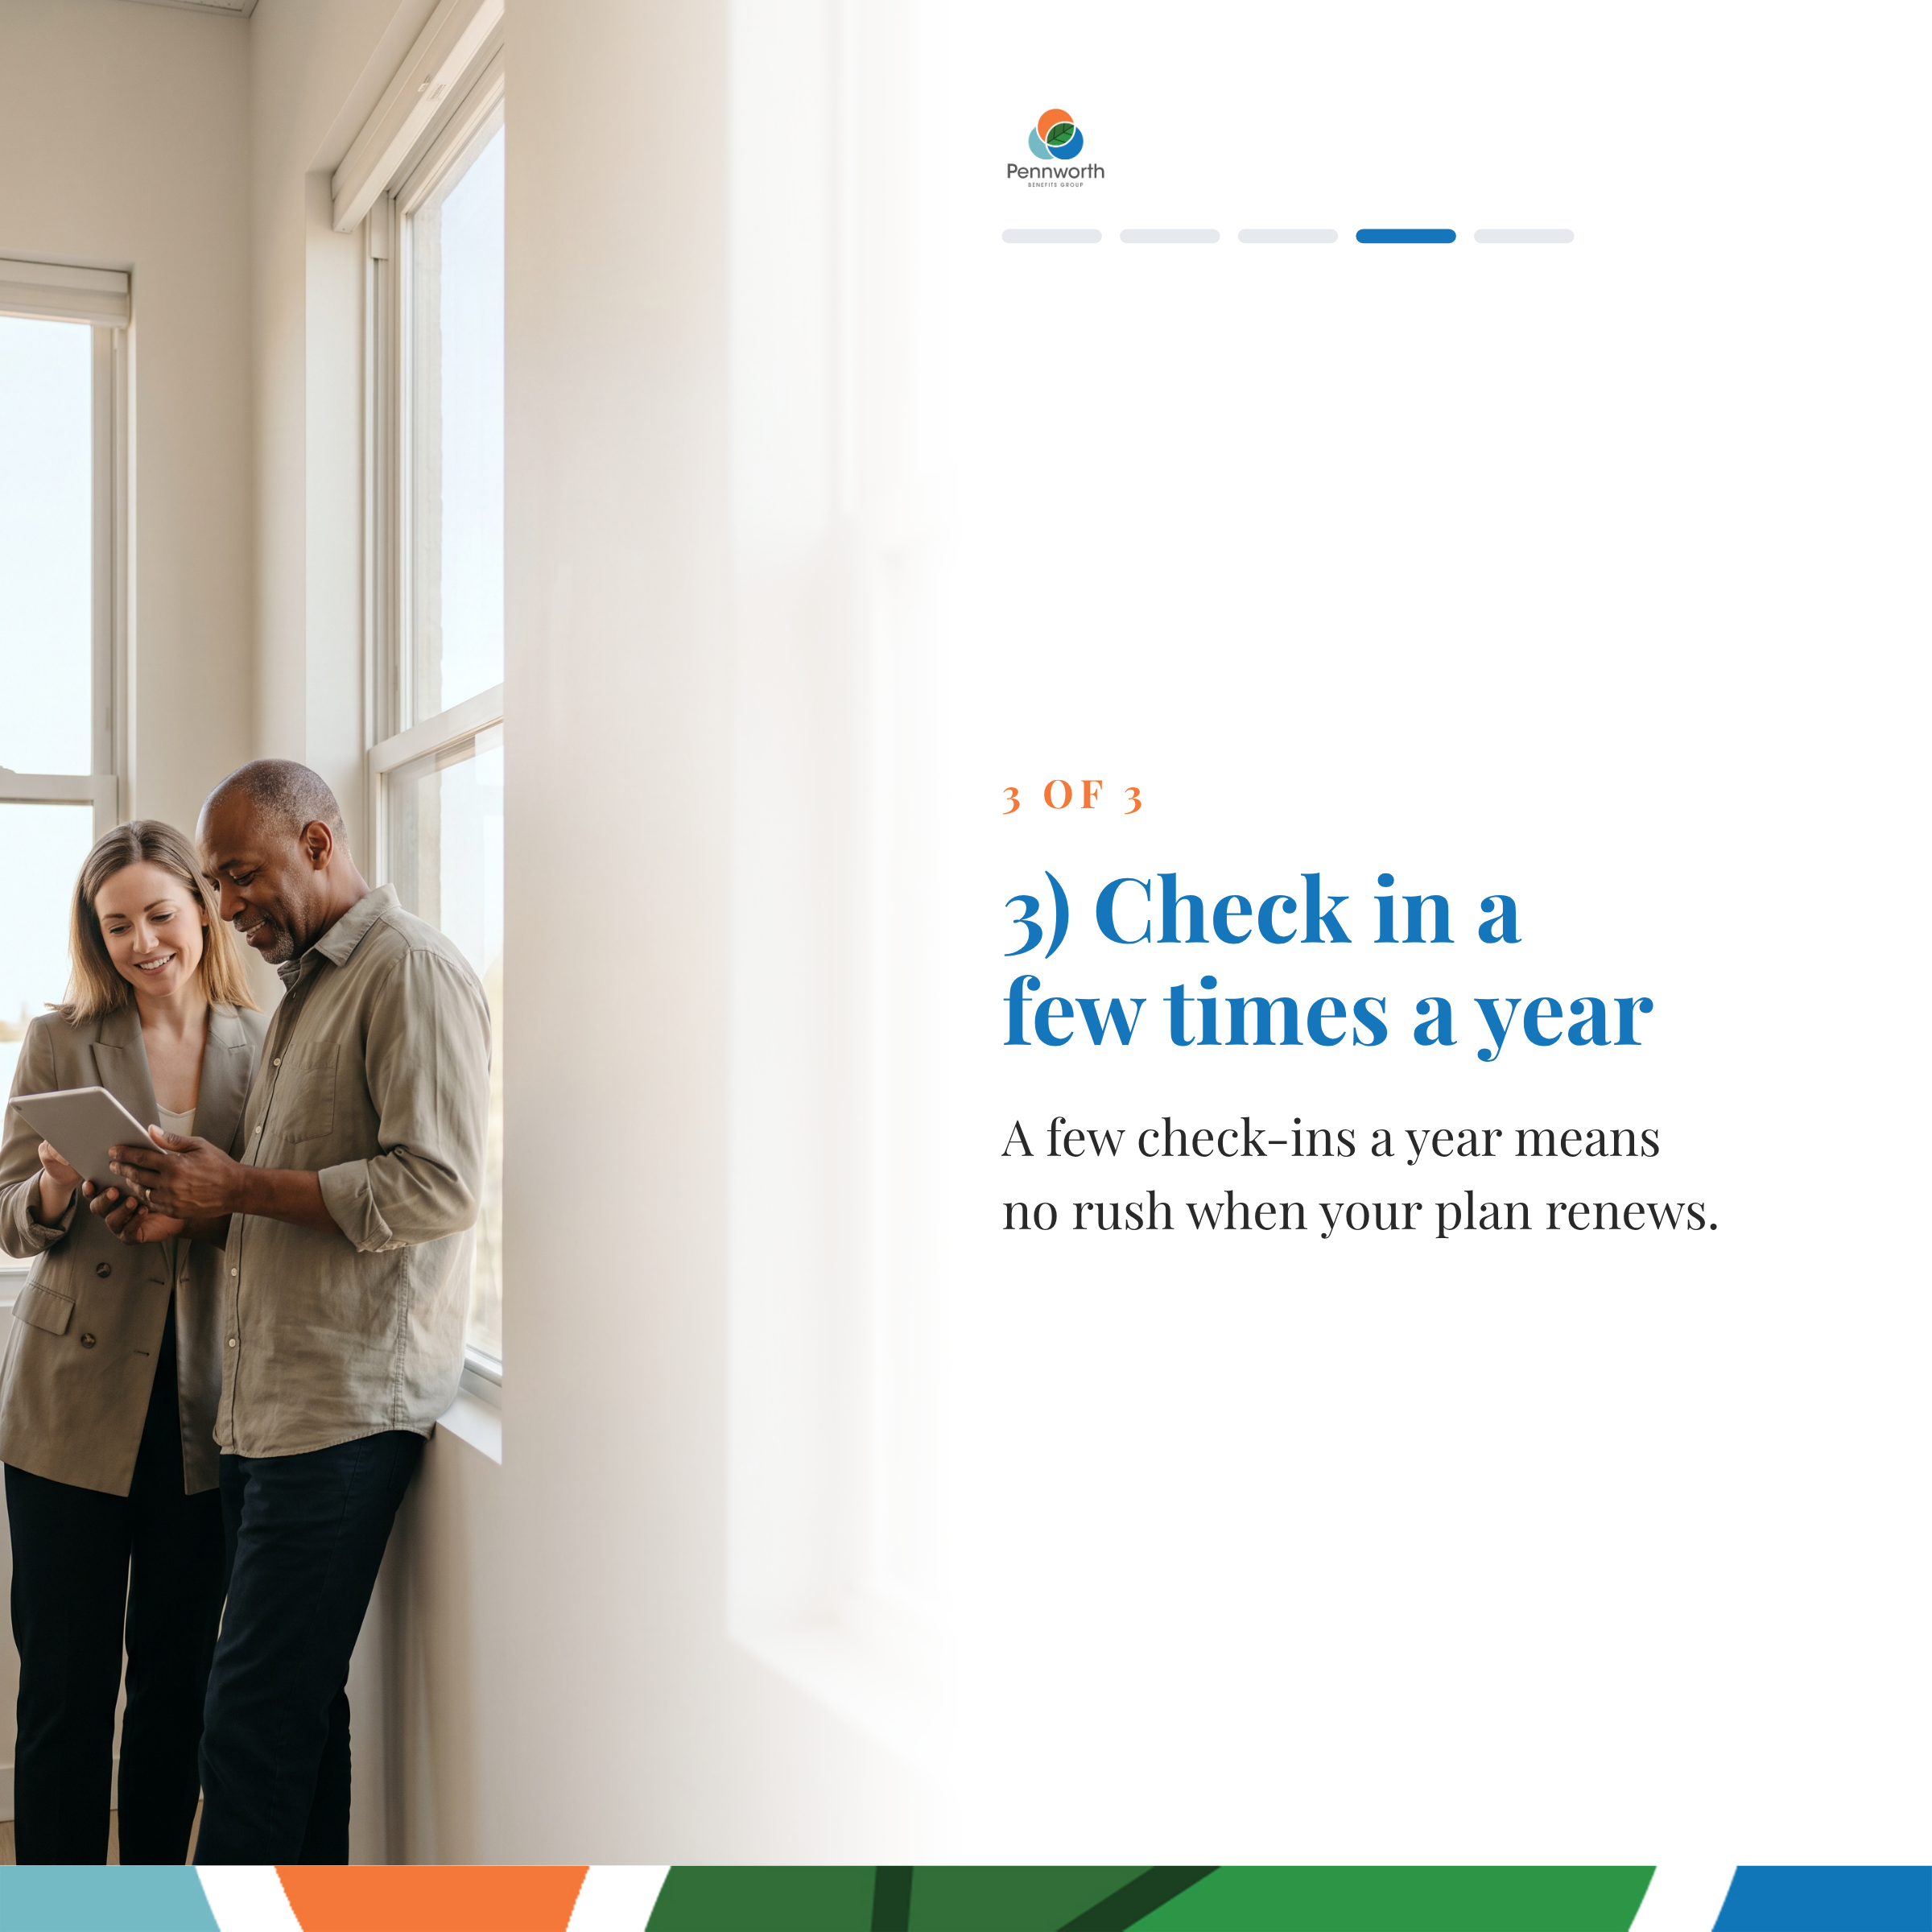 Pennworth
BENEFITS GROUP
3 OF 3
3) Check in a
few times a year
A few check-ins a year means
no rush when your plan renews.